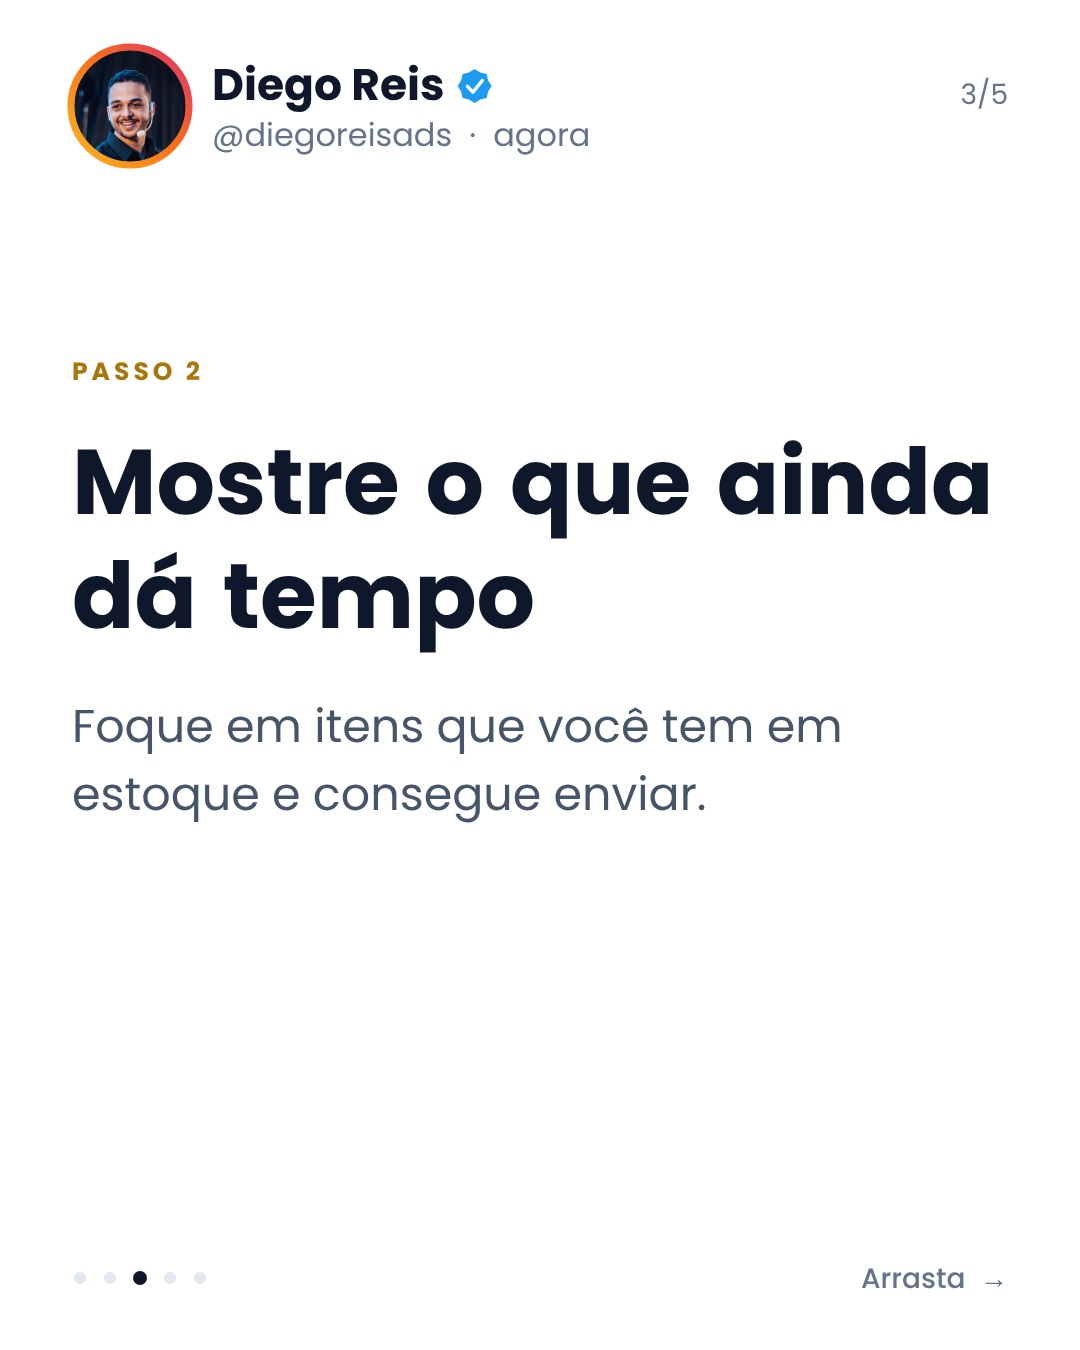 Diego Reis
@diegoreisads · agora
3/5
PASSO 2
Mostre o que ainda
dá tempo
Foque em itens que você tem em
estoque e consegue enviar.
Arrasta →